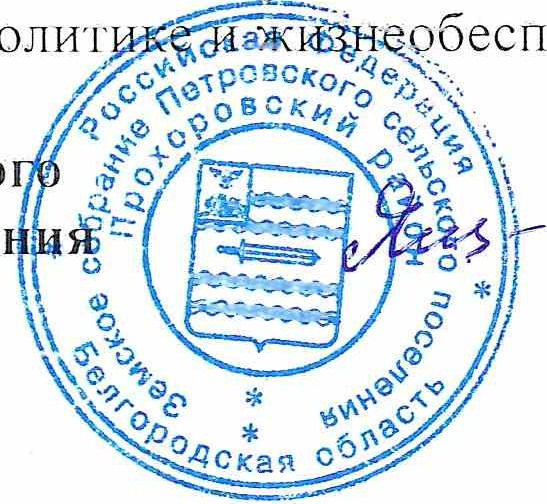 олитике и жизнеобесп
ого
ния
Российская Федерация
Белгородская область
Земское собрание Петровского сельского поселения
Прохоровский район